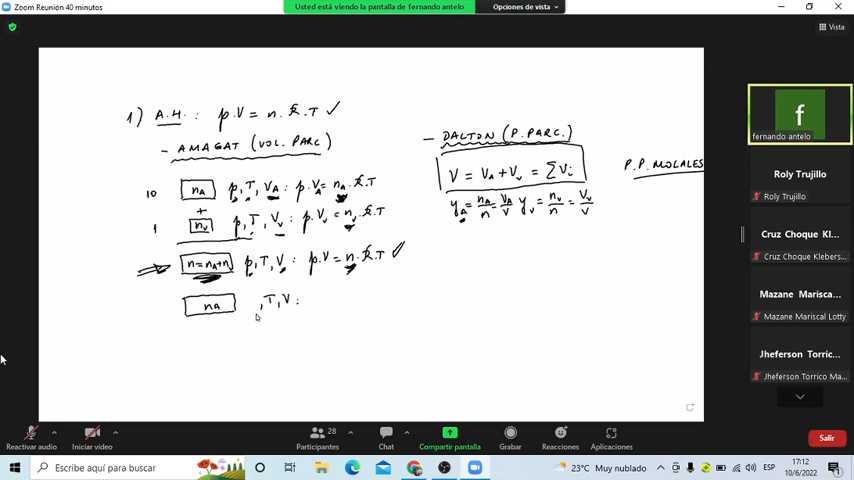 Zoom Reunión 40 minutos
Usted está viendo la pantalla de fernando antelo
Opciones de vista
Vista
1) A.H. : p.V = n.R.T ✓
- AMAGAT (VOL. PARC)
10 nA p, T, VA : p.VA = nA.R.T
+
1 nv p, T, Vv : p.Vv = nv.R.T
n=nA+nv p, T, V : p.V = n.R.T ✓
nA , T, V :
- DALTON (P. PARC.)
V = VA + Vv = ∑Vi
yA = nA/n = VA/V yv = nv/n = Vv/V
P.P. MOLALES
f
fernando antelo
Roly Trujillo
Roly Trujillo
Cruz Choque Kl...
Cruz Choque Klebers...
Mazane Mariscal...
Mazane Mariscal Lotty
Jheferson Torric...
Jheferson Torrico Ma...
Reactivar audio
Iniciar video
28
Participantes
Chat
Compartir pantalla
Grabar
Reacciones
Aplicaciones
Salir
Escribe aquí para buscar
23°C Muy nublado
ESP
17:12
10/6/2022